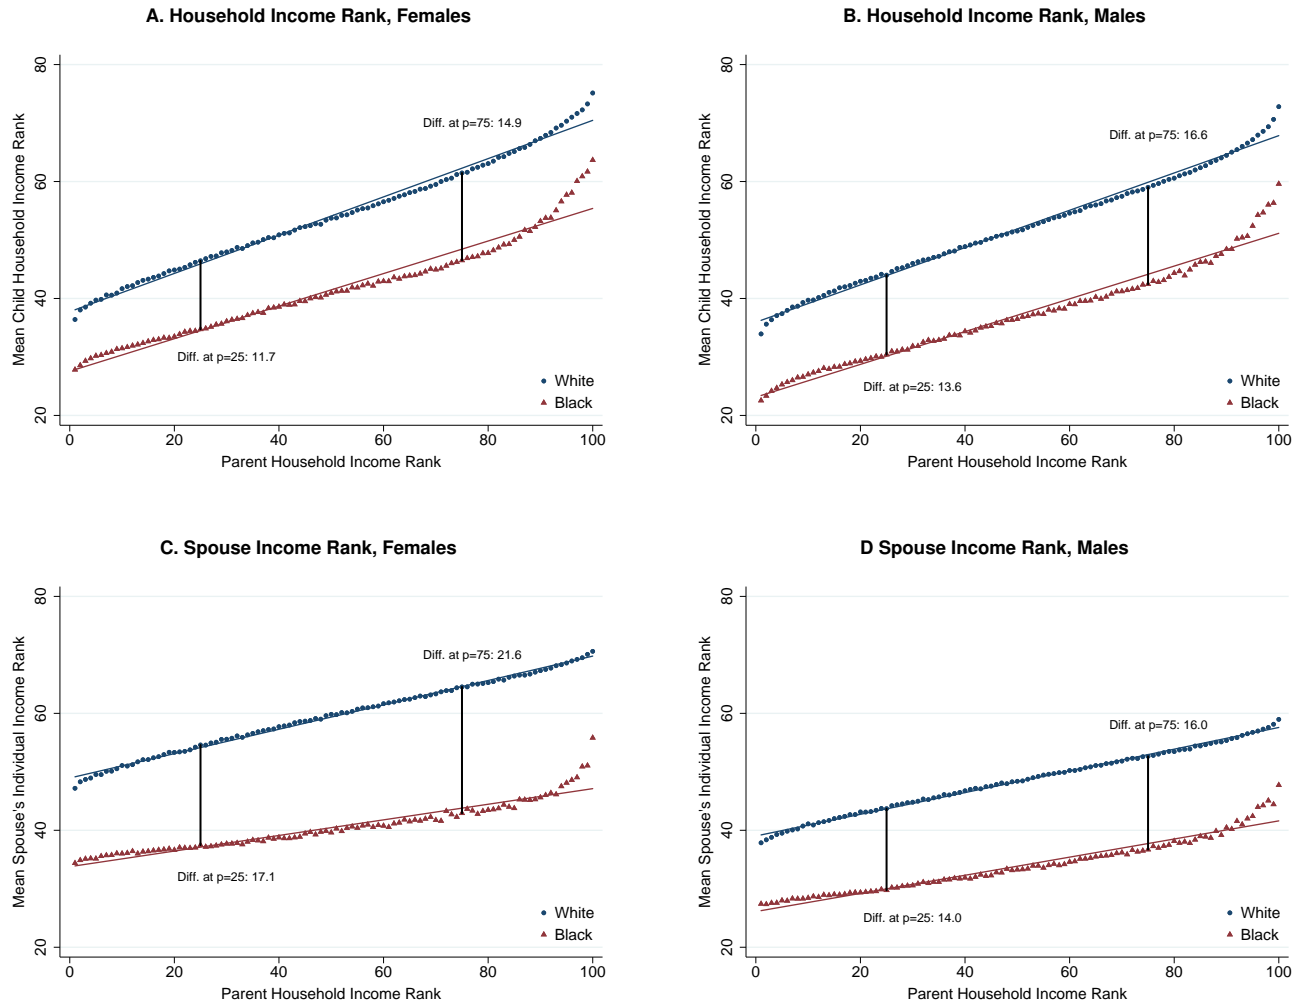 A. Household Income Rank, Females
Mean Child Household Income Rank
80
60
40
20
Diff. at p=75: 14.9
Diff. at p=25: 11.7
White
Black
0 20 40 60 80 100
Parent Household Income Rank
B. Household Income Rank, Males
Mean Child Household Income Rank
80
60
40
20
Diff. at p=75: 16.6
Diff. at p=25: 13.6
White
Black
0 20 40 60 80 100
Parent Household Income Rank
C. Spouse Income Rank, Females
Mean Spouse's Individual Income Rank
80
60
40
20
Diff. at p=75: 21.6
Diff. at p=25: 17.1
White
Black
0 20 40 60 80 100
Parent Household Income Rank
D Spouse Income Rank, Males
Mean Spouse's Individual Income Rank
80
60
40
20
Diff. at p=75: 16.0
Diff. at p=25: 14.0
White
Black
0 20 40 60 80 100
Parent Household Income Rank